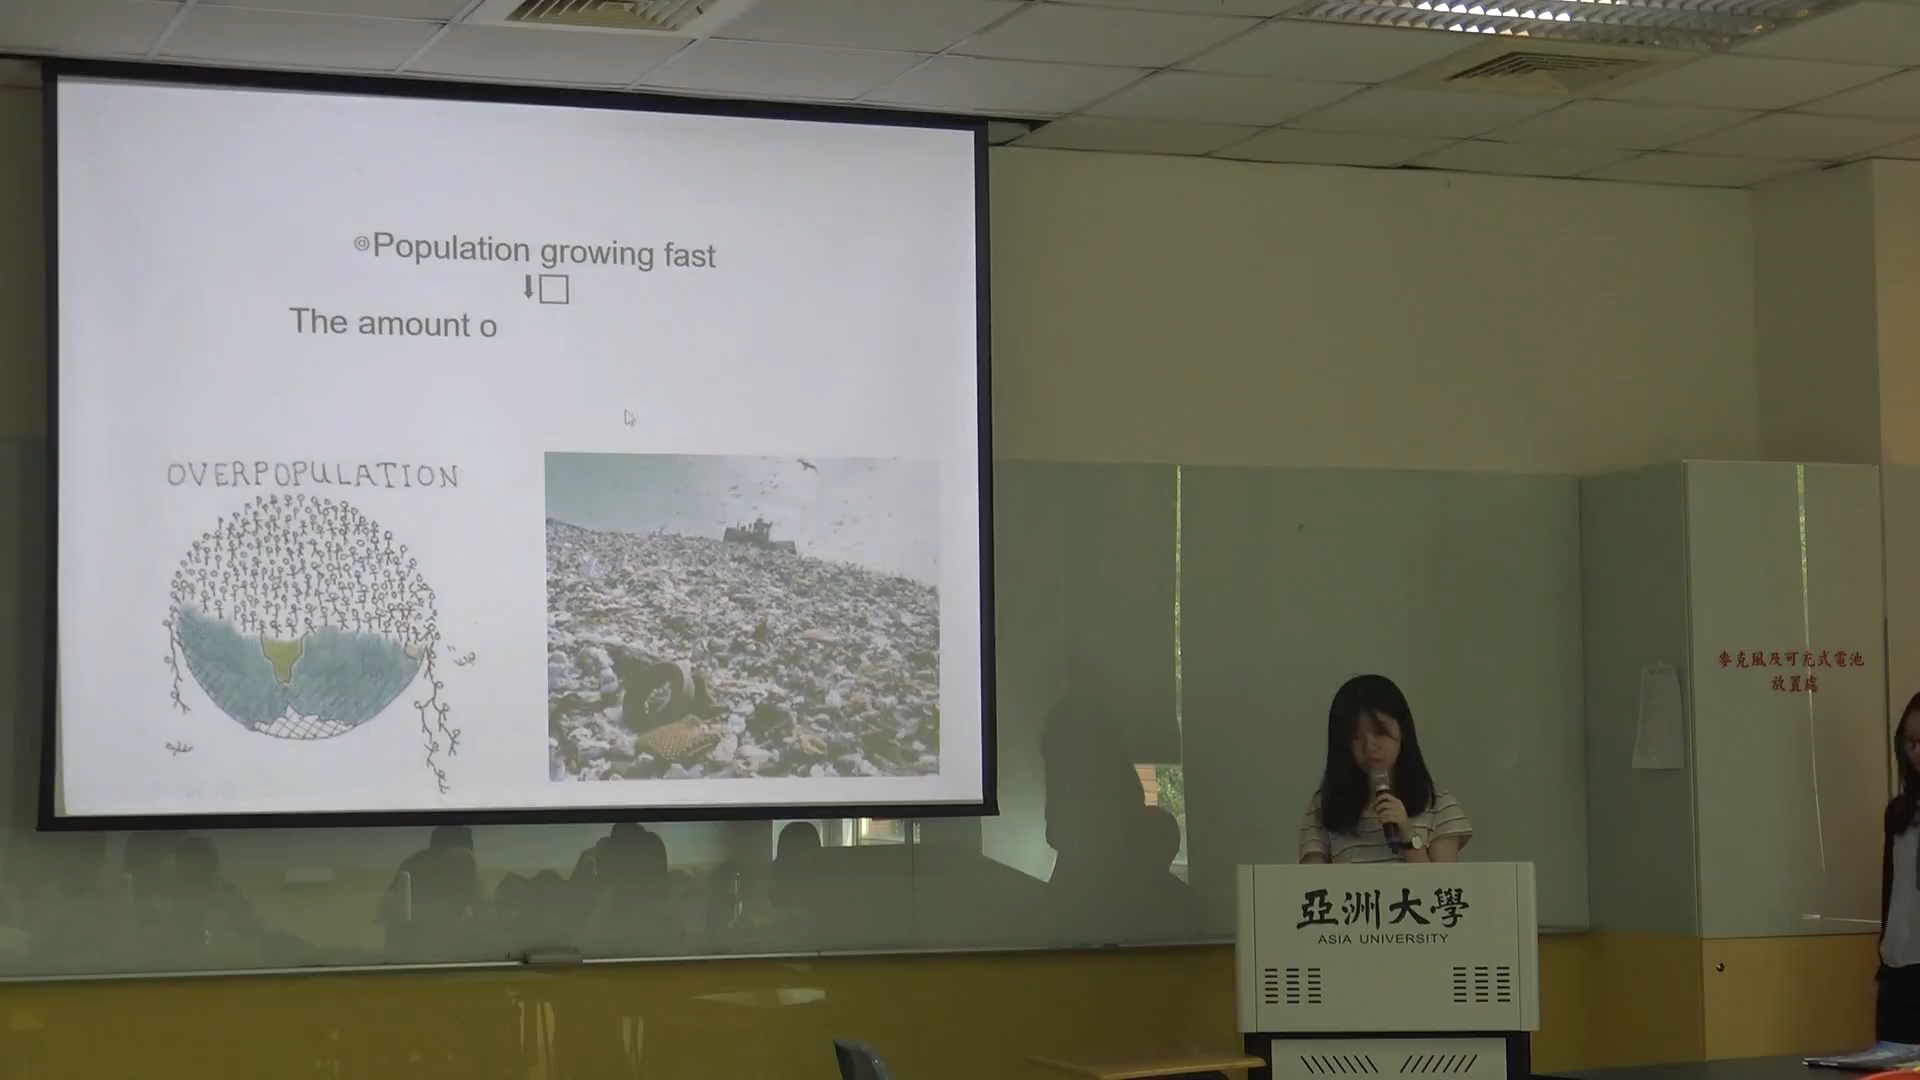 ◎Population growing fast
⬇□
The amount o
OVERPOPULATION
麥克風及可充式電池
放置處
亞洲大學
ASIA UNIVERSITY